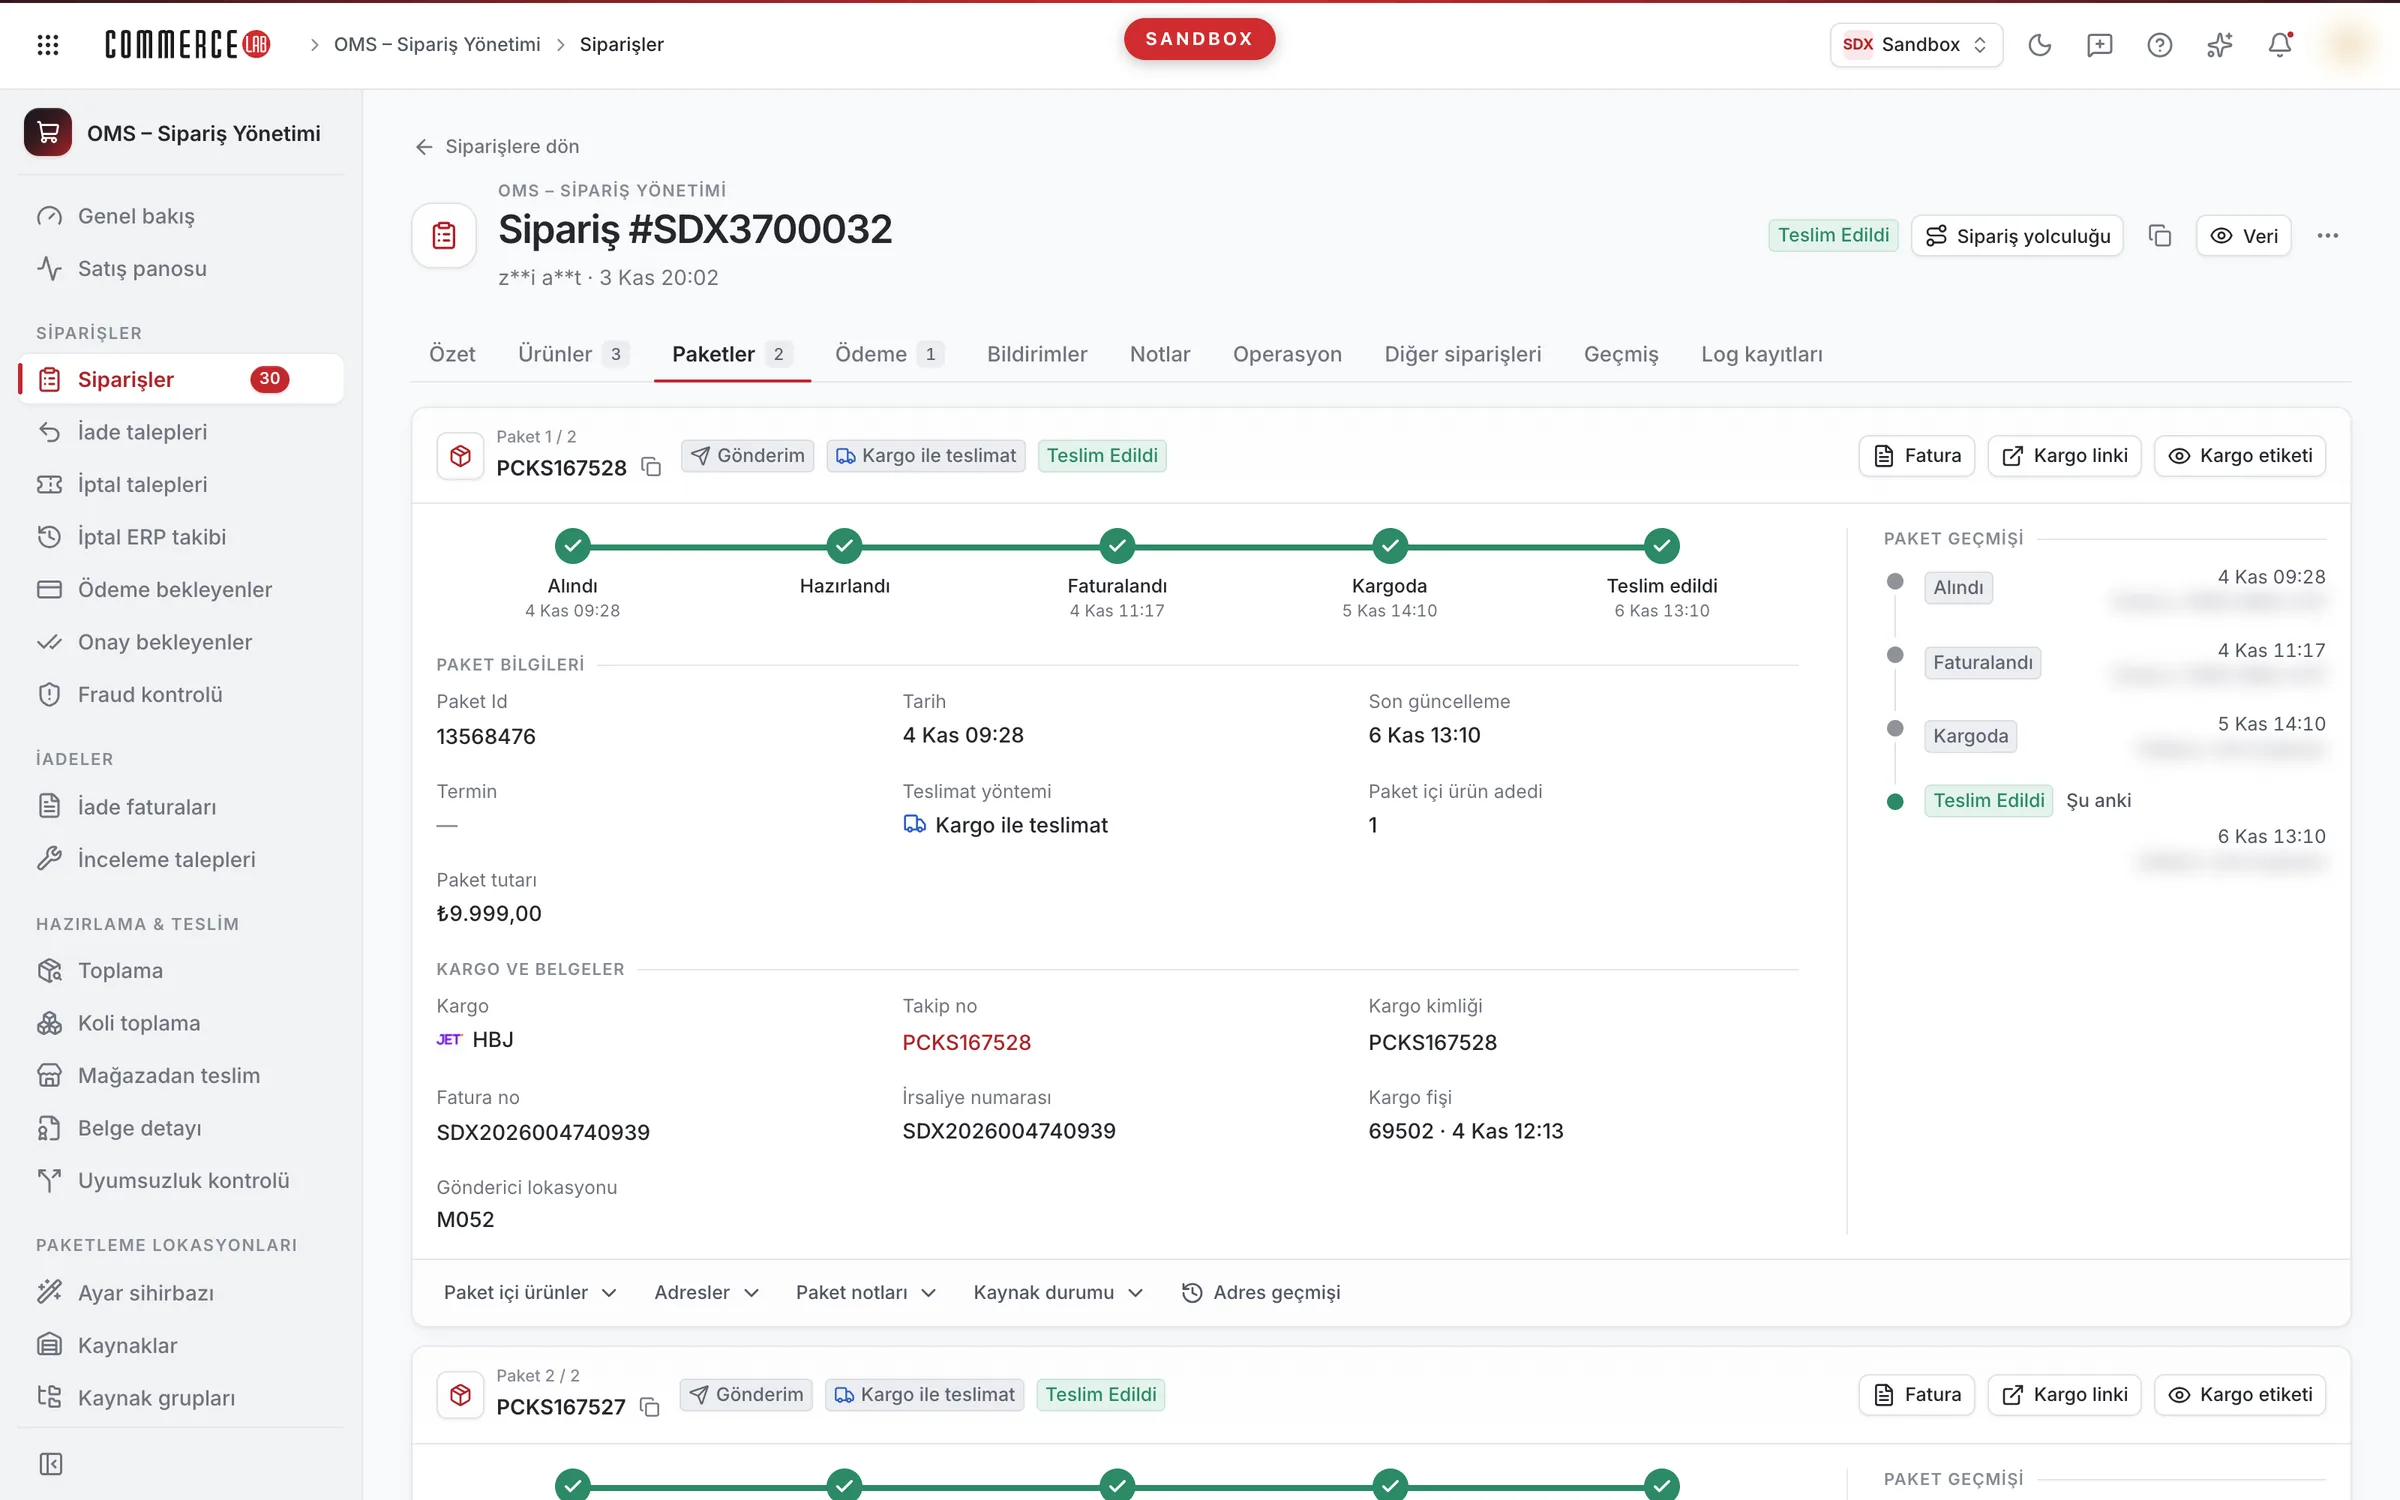 COMMERCE LAB
OMS – Sipariş Yönetimi
Siparişler
SANDBOX
SDX Sandbox
OMS – Sipariş Yönetimi
Genel bakış
Satış panosu
SİPARİŞLER
Siparişler 30
İade talepleri
İptal talepleri
İptal ERP takibi
Ödeme bekleyenler
Onay bekleyenler
Fraud kontrolü
İADELER
İade faturaları
İnceleme talepleri
HAZIRLAMA & TESLİM
Toplama
Koli toplama
Mağazadan teslim
Belge detayı
Uyumsuzluk kontrolü
PAKETLEME LOKASYONLARI
Ayar sihirbazı
Kaynaklar
Kaynak grupları
Siparişlere dön
OMS – SİPARİŞ YÖNETİMİ
Sipariş #SDX3700032
z**i a**t · 3 Kas 20:02
Teslim Edildi
Sipariş yolculuğu
Veri
Özet
Ürünler 3
Paketler 2
Ödeme 1
Bildirimler
Notlar
Operasyon
Diğer siparişleri
Geçmiş
Log kayıtları
Paket 1 / 2
PCKS167528
Gönderim
Kargo ile teslimat
Teslim Edildi
Fatura
Kargo linki
Kargo etiketi
Alındı
4 Kas 09:28
Hazırlandı
Faturalandı
4 Kas 11:17
Kargoda
5 Kas 14:10
Teslim edildi
6 Kas 13:10
PAKET BİLGİLERİ
Paket Id
13568476
Tarih
4 Kas 09:28
Son güncelleme
6 Kas 13:10
Termin
—
Teslimat yöntemi
Kargo ile teslimat
Paket içi ürün adedi
1
Paket tutarı
₺9.999,00
KARGO VE BELGELER
Kargo
JET HBJ
Takip no
PCKS167528
Kargo kimliği
PCKS167528
Fatura no
SDX2026004740939
İrsaliye numarası
SDX2026004740939
Kargo fişi
69502 · 4 Kas 12:13
Gönderici lokasyonu
M052
PAKET GEÇMİŞİ
Alındı
4 Kas 09:28
Faturalandı
4 Kas 11:17
Kargoda
5 Kas 14:10
Teslim Edildi Şu anki
6 Kas 13:10
Paket içi ürünler
Adresler
Paket notları
Kaynak durumu
Adres geçmişi
Paket 2 / 2
PCKS167527
Gönderim
Kargo ile teslimat
Teslim Edildi
Fatura
Kargo linki
Kargo etiketi
PAKET GEÇMİŞİ